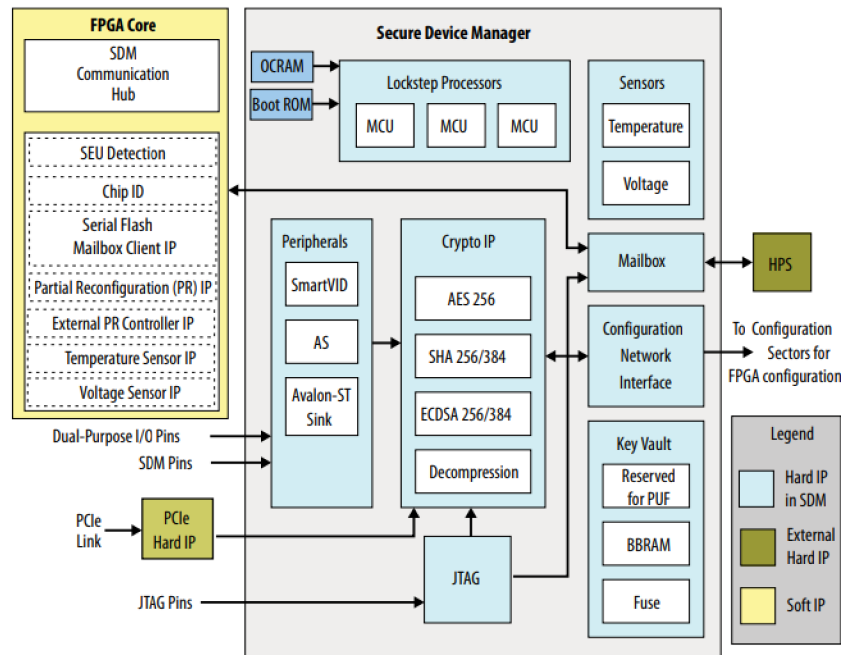 FPGA Core
SDM
Communication
Hub
SEU Detection
Chip ID
Serial Flash
Mailbox Client IP
Partial Reconfiguration (PR) IP
External PR Controller IP
Temperature Sensor IP
Voltage Sensor IP
Dual-Purpose I/O Pins
SDM Pins
PCIe
Link
PCIe
Hard IP
JTAG Pins
Secure Device Manager
OCRAM
Boot ROM
Lockstep Processors
MCU
MCU
MCU
Peripherals
SmartVID
AS
Avalon-ST
Sink
Crypto IP
AES 256
SHA 256/384
ECDSA 256/384
Decompression
JTAG
Sensors
Temperature
Voltage
Mailbox
Configuration
Network
Interface
Key Vault
Reserved
for PUF
BBRAM
Fuse
HPS
To Configuration
Sectors for
FPGA configuration
Legend
Hard IP
in SDM
External
Hard IP
Soft IP